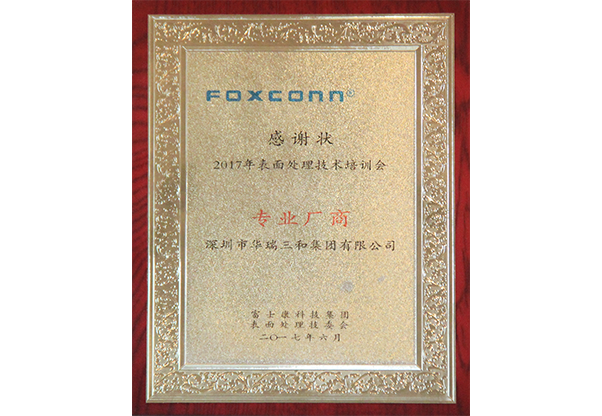 FOXCONN®
感谢状
2017年表面处理技术培训会
专业厂商
深圳市华瑞三和集团有限公司
富士康科技集团
表面处理技委会
二〇一七年六月